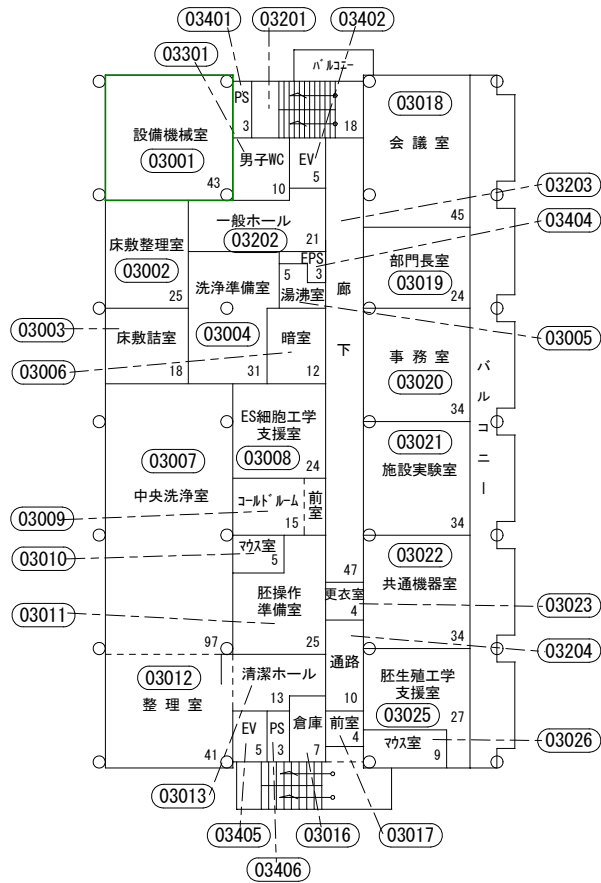 03401
03201
03402
03301
バルコニー
PS
3
18
設備機械室
03001
43
男子WC
10
EV
5
03018
会議室
45
03203
一般ホール
03202
21
03404
床敷整理室
03002
25
EPS
5
3
洗浄準備室
湯沸室
廊下
部門長室
03019
24
03003
床敷詰室
18
03004
31
暗室
12
03005
03006
事務室
03020
34
バルコニー
ES細胞工学
支援室
03008
24
03007
中央洗浄室
03021
施設実験室
34
03009
コールドルーム
15
前室
03010
マウス室
5
03022
共通機器室
34
47
更衣室
4
03023
03011
胚操作
準備室
25
97
03204
通路
10
03012
整理室
41
清潔ホール
13
胚生殖工学
支援室
03025
27
EV
5
PS
3
倉庫
7
前室
4
マウス室
9
03026
03013
03405
03016
03017
03406